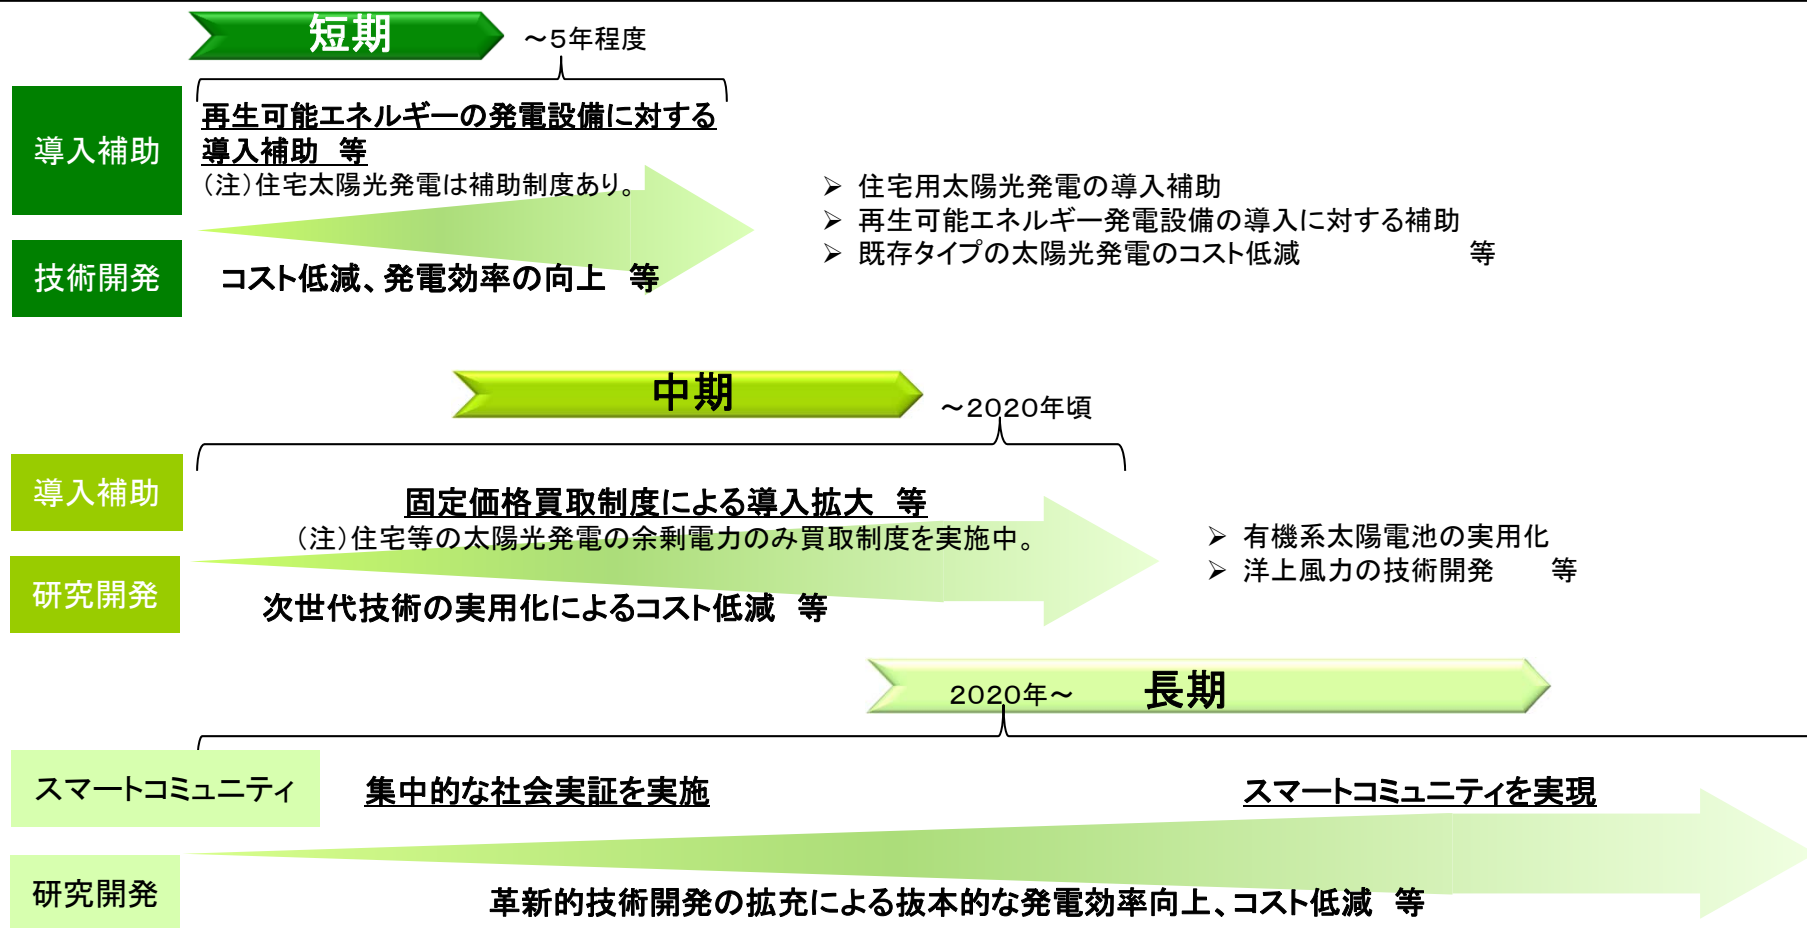 短期
～5年程度
導入補助
再生可能エネルギーの発電設備に対する
導入補助　等
（注）住宅太陽光発電は補助制度あり。
➢ 住宅用太陽光発電の導入補助
➢ 再生可能エネルギー発電設備の導入に対する補助
➢ 既存タイプの太陽光発電のコスト低減　　　　　　等
技術開発
コスト低減、発電効率の向上　等
中期
～2020年頃
導入補助
固定価格買取制度による導入拡大　等
（注）住宅等の太陽光発電の余剰電力のみ買取制度を実施中。
➢ 有機系太陽電池の実用化
➢ 洋上風力の技術開発　　等
研究開発
次世代技術の実用化によるコスト低減　等
2020年～　　長期
スマートコミュニティ
集中的な社会実証を実施
スマートコミュニティを実現
研究開発
革新的技術開発の拡充による抜本的な発電効率向上、コスト低減　等